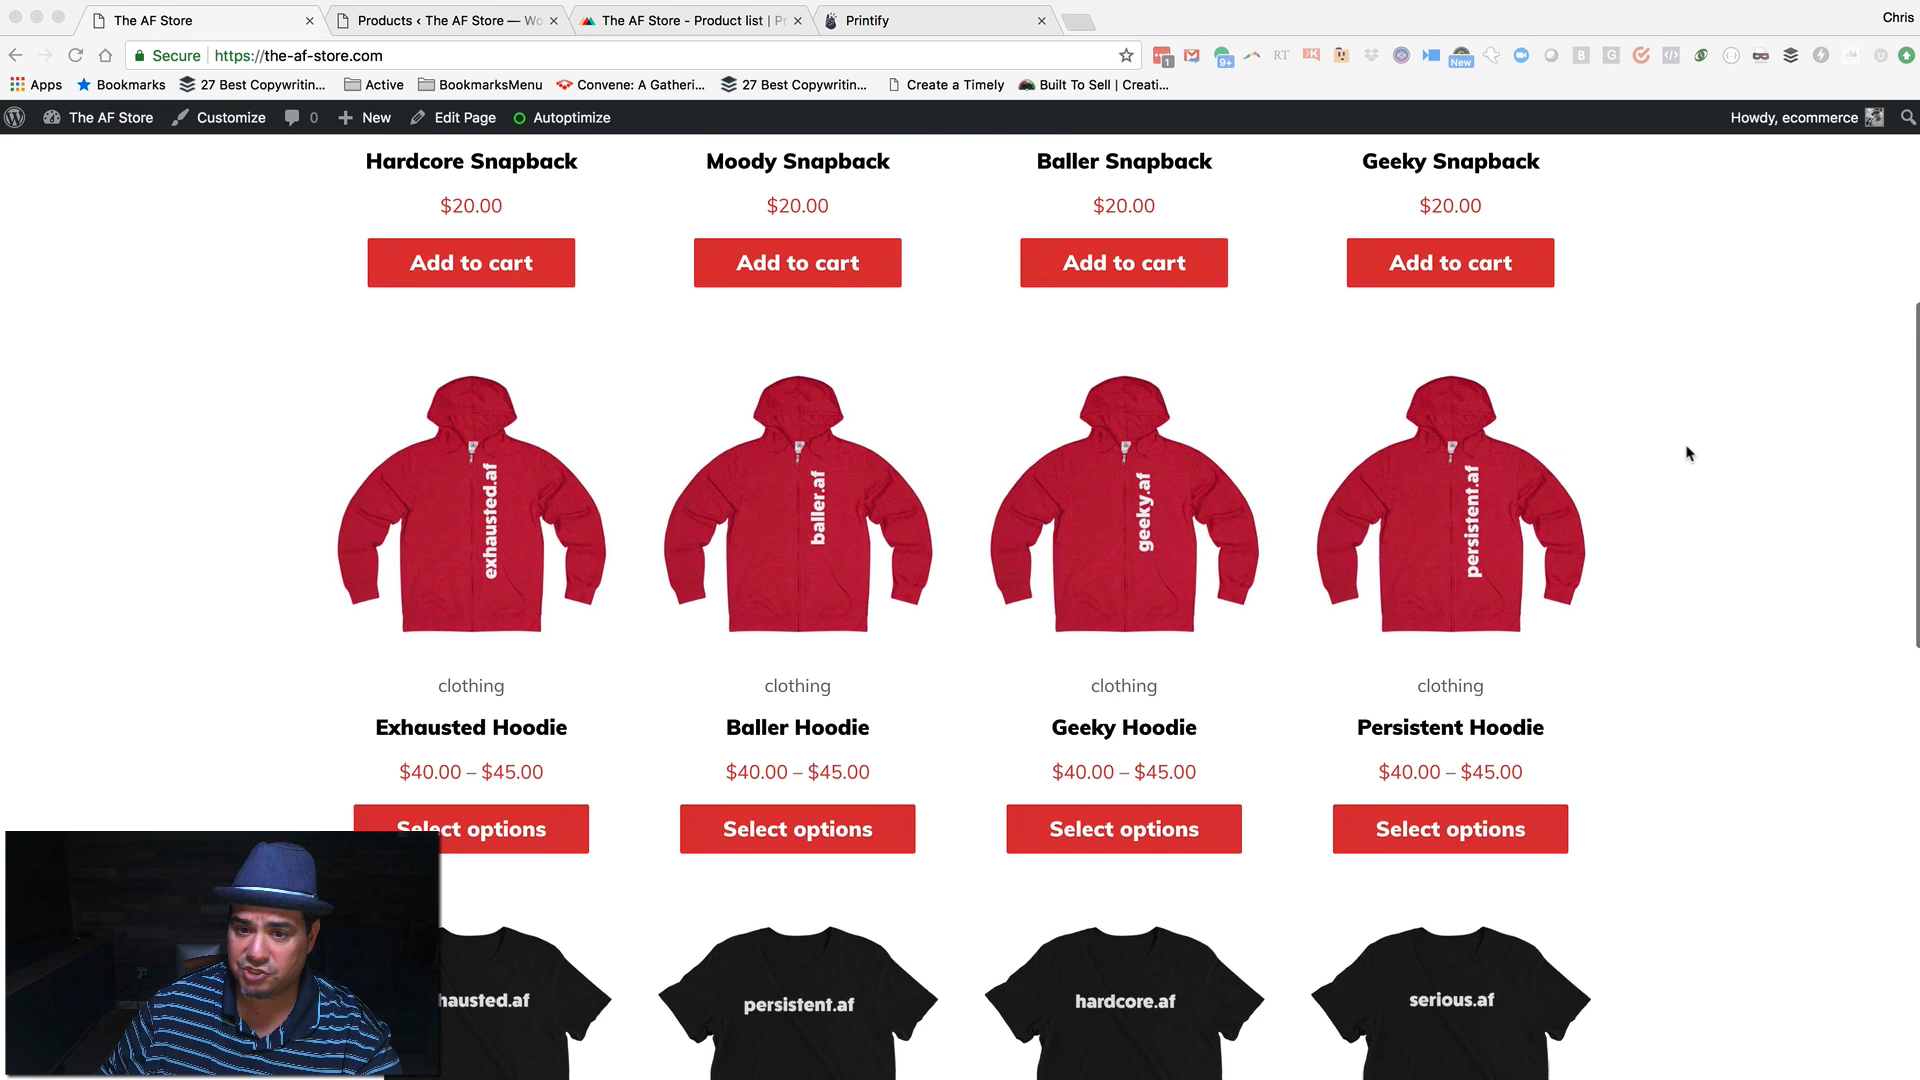 The AF Store
Products ‹ The AF Store — Wo
The AF Store - Product list | Pr
Printify
Chris
Secure
https://the-af-store.com
1
9+
RT
New
B
G
Apps
Bookmarks
27 Best Copywritin...
Active
BookmarksMenu
Convene: A Gatheri...
27 Best Copywritin...
Create a Timely
Built To Sell | Creati...
The AF Store
Customize
0
New
Edit Page
Autoptimize
Howdy, ecommerce
Hardcore Snapback
Moody Snapback
Baller Snapback
Geeky Snapback
$20.00
$20.00
$20.00
$20.00
Add to cart
Add to cart
Add to cart
Add to cart
exhausted.af
baller.af
geeky.af
persistent.af
clothing
clothing
clothing
clothing
Exhausted Hoodie
Baller Hoodie
Geeky Hoodie
Persistent Hoodie
$40.00 – $45.00
$40.00 – $45.00
$40.00 – $45.00
$40.00 – $45.00
Select options
Select options
Select options
Select options
hausted.af
persistent.af
hardcore.af
serious.af